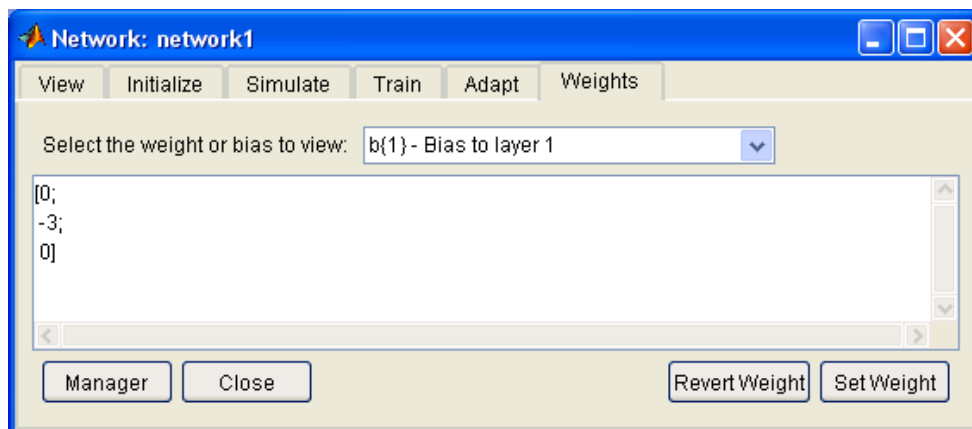 Network: network1
View Initialize Simulate Train Adapt Weights
Select the weight or bias to view: b{1} - Bias to layer 1
[0;
-3;
0]
Manager Close Revert Weight Set Weight